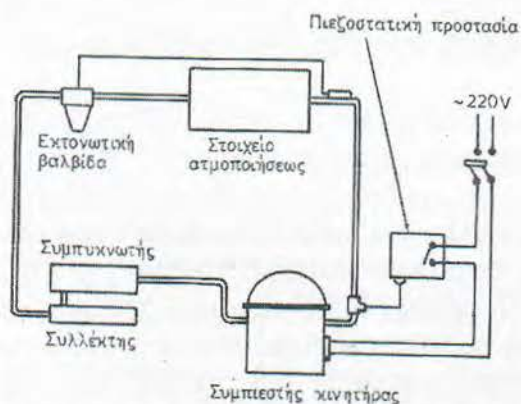 Πιεζοστατική προστασία
~220V
Εκτονωτική
βαλβίδα
Στοιχείο
ατμοποιήσεως
Συμπυκνωτής
Συλλέκτης
Συμπιεστής κινητήρας